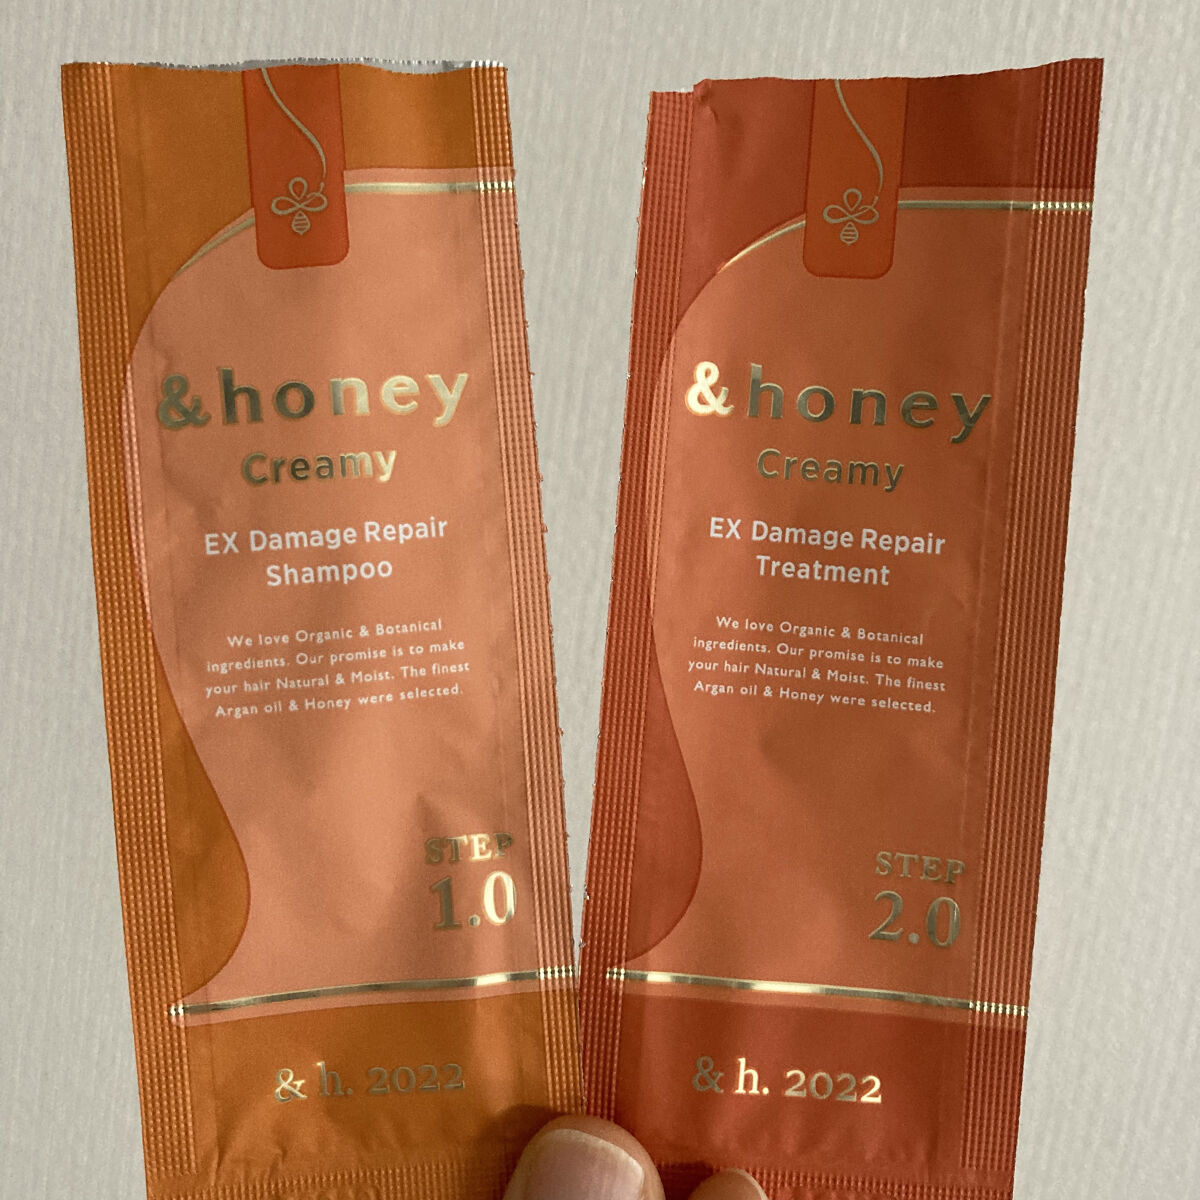 &honey
Creamy
EX Damage Repair
Shampoo
We love Organic & Botanical
ingredients. Our promise is to make
your hair Natural & Moist. The finest
Argan oil & Honey were selected.
STEP
1.0
& h. 2022
&honey
Creamy
EX Damage Repair
Treatment
We love Organic & Botanical
ingredients. Our promise is to make
your hair Natural & Moist. The finest
Argan oil & Honey were selected.
STEP
2.0
& h. 2022